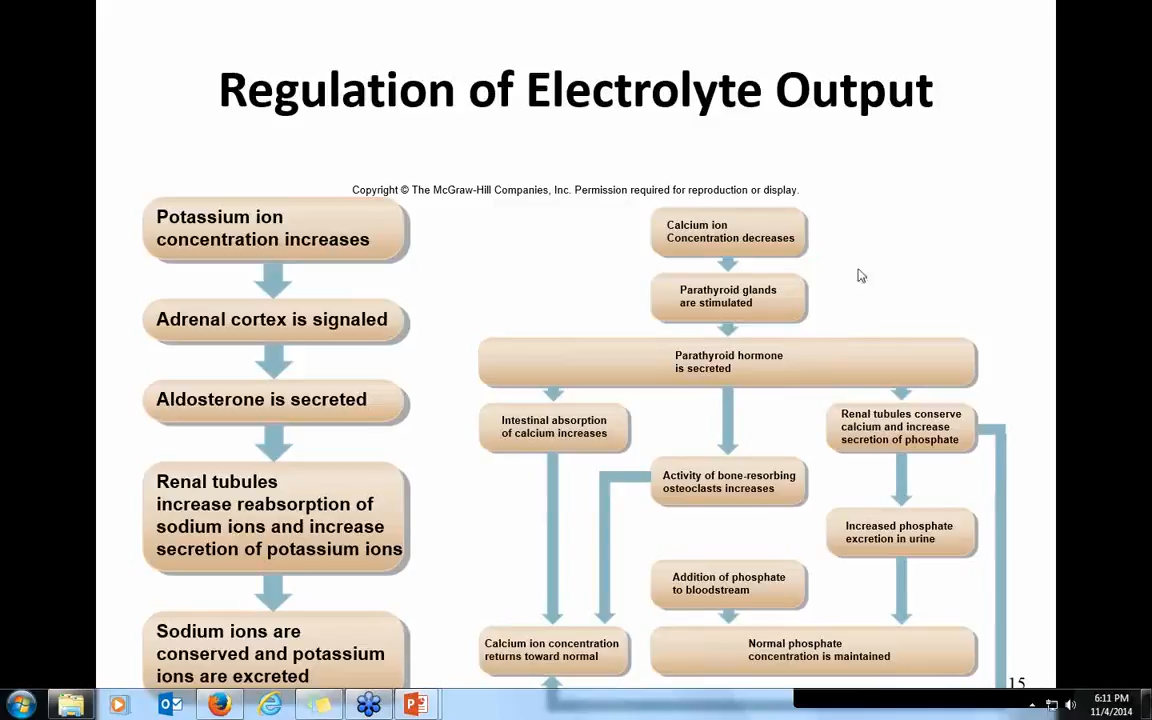 Regulation of Electrolyte Output
Copyright © The McGraw-Hill Companies, Inc. Permission required for reproduction or display.
Potassium ion
concentration increases
Adrenal cortex is signaled
Aldosterone is secreted
Renal tubules
increase reabsorption of
sodium ions and increase
secretion of potassium ions
Sodium ions are
conserved and potassium
ions are excreted
Calcium ion
Concentration decreases
Parathyroid glands
are stimulated
Parathyroid hormone
is secreted
Intestinal absorption
of calcium increases
Activity of bone-resorbing
osteoclasts increases
Renal tubules conserve
calcium and increase
secretion of phosphate
Increased phosphate
excretion in urine
Addition of phosphate
to bloodstream
Calcium ion concentration
returns toward normal
Normal phosphate
concentration is maintained
15
6:11 PM
11/4/2014